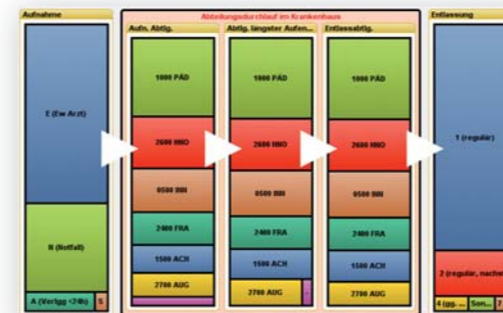 Aufnahme
E (Ew Arzt)
N (Notfall)
A (Verlgg <24h)
S
Abteilungsdurchlauf im Krankenhaus
Aufn. Abtlg.
1000 PÄD
2600 HNO
0500 INN
2400 FRA
1500 ACH
2700 AUG
Abtlg. längster Aufen...
1000 PÄD
2600 HNO
0500 INN
2400 FRA
1500 ACH
2700 AUG
Entlassabtlg.
1000 PÄD
2600 HNO
0500 INN
2400 FRA
1500 ACH
2700 AUG
Entlassung
1 (regulär)
2 (regulär, nachst
4 (gg. ...
Son...
7